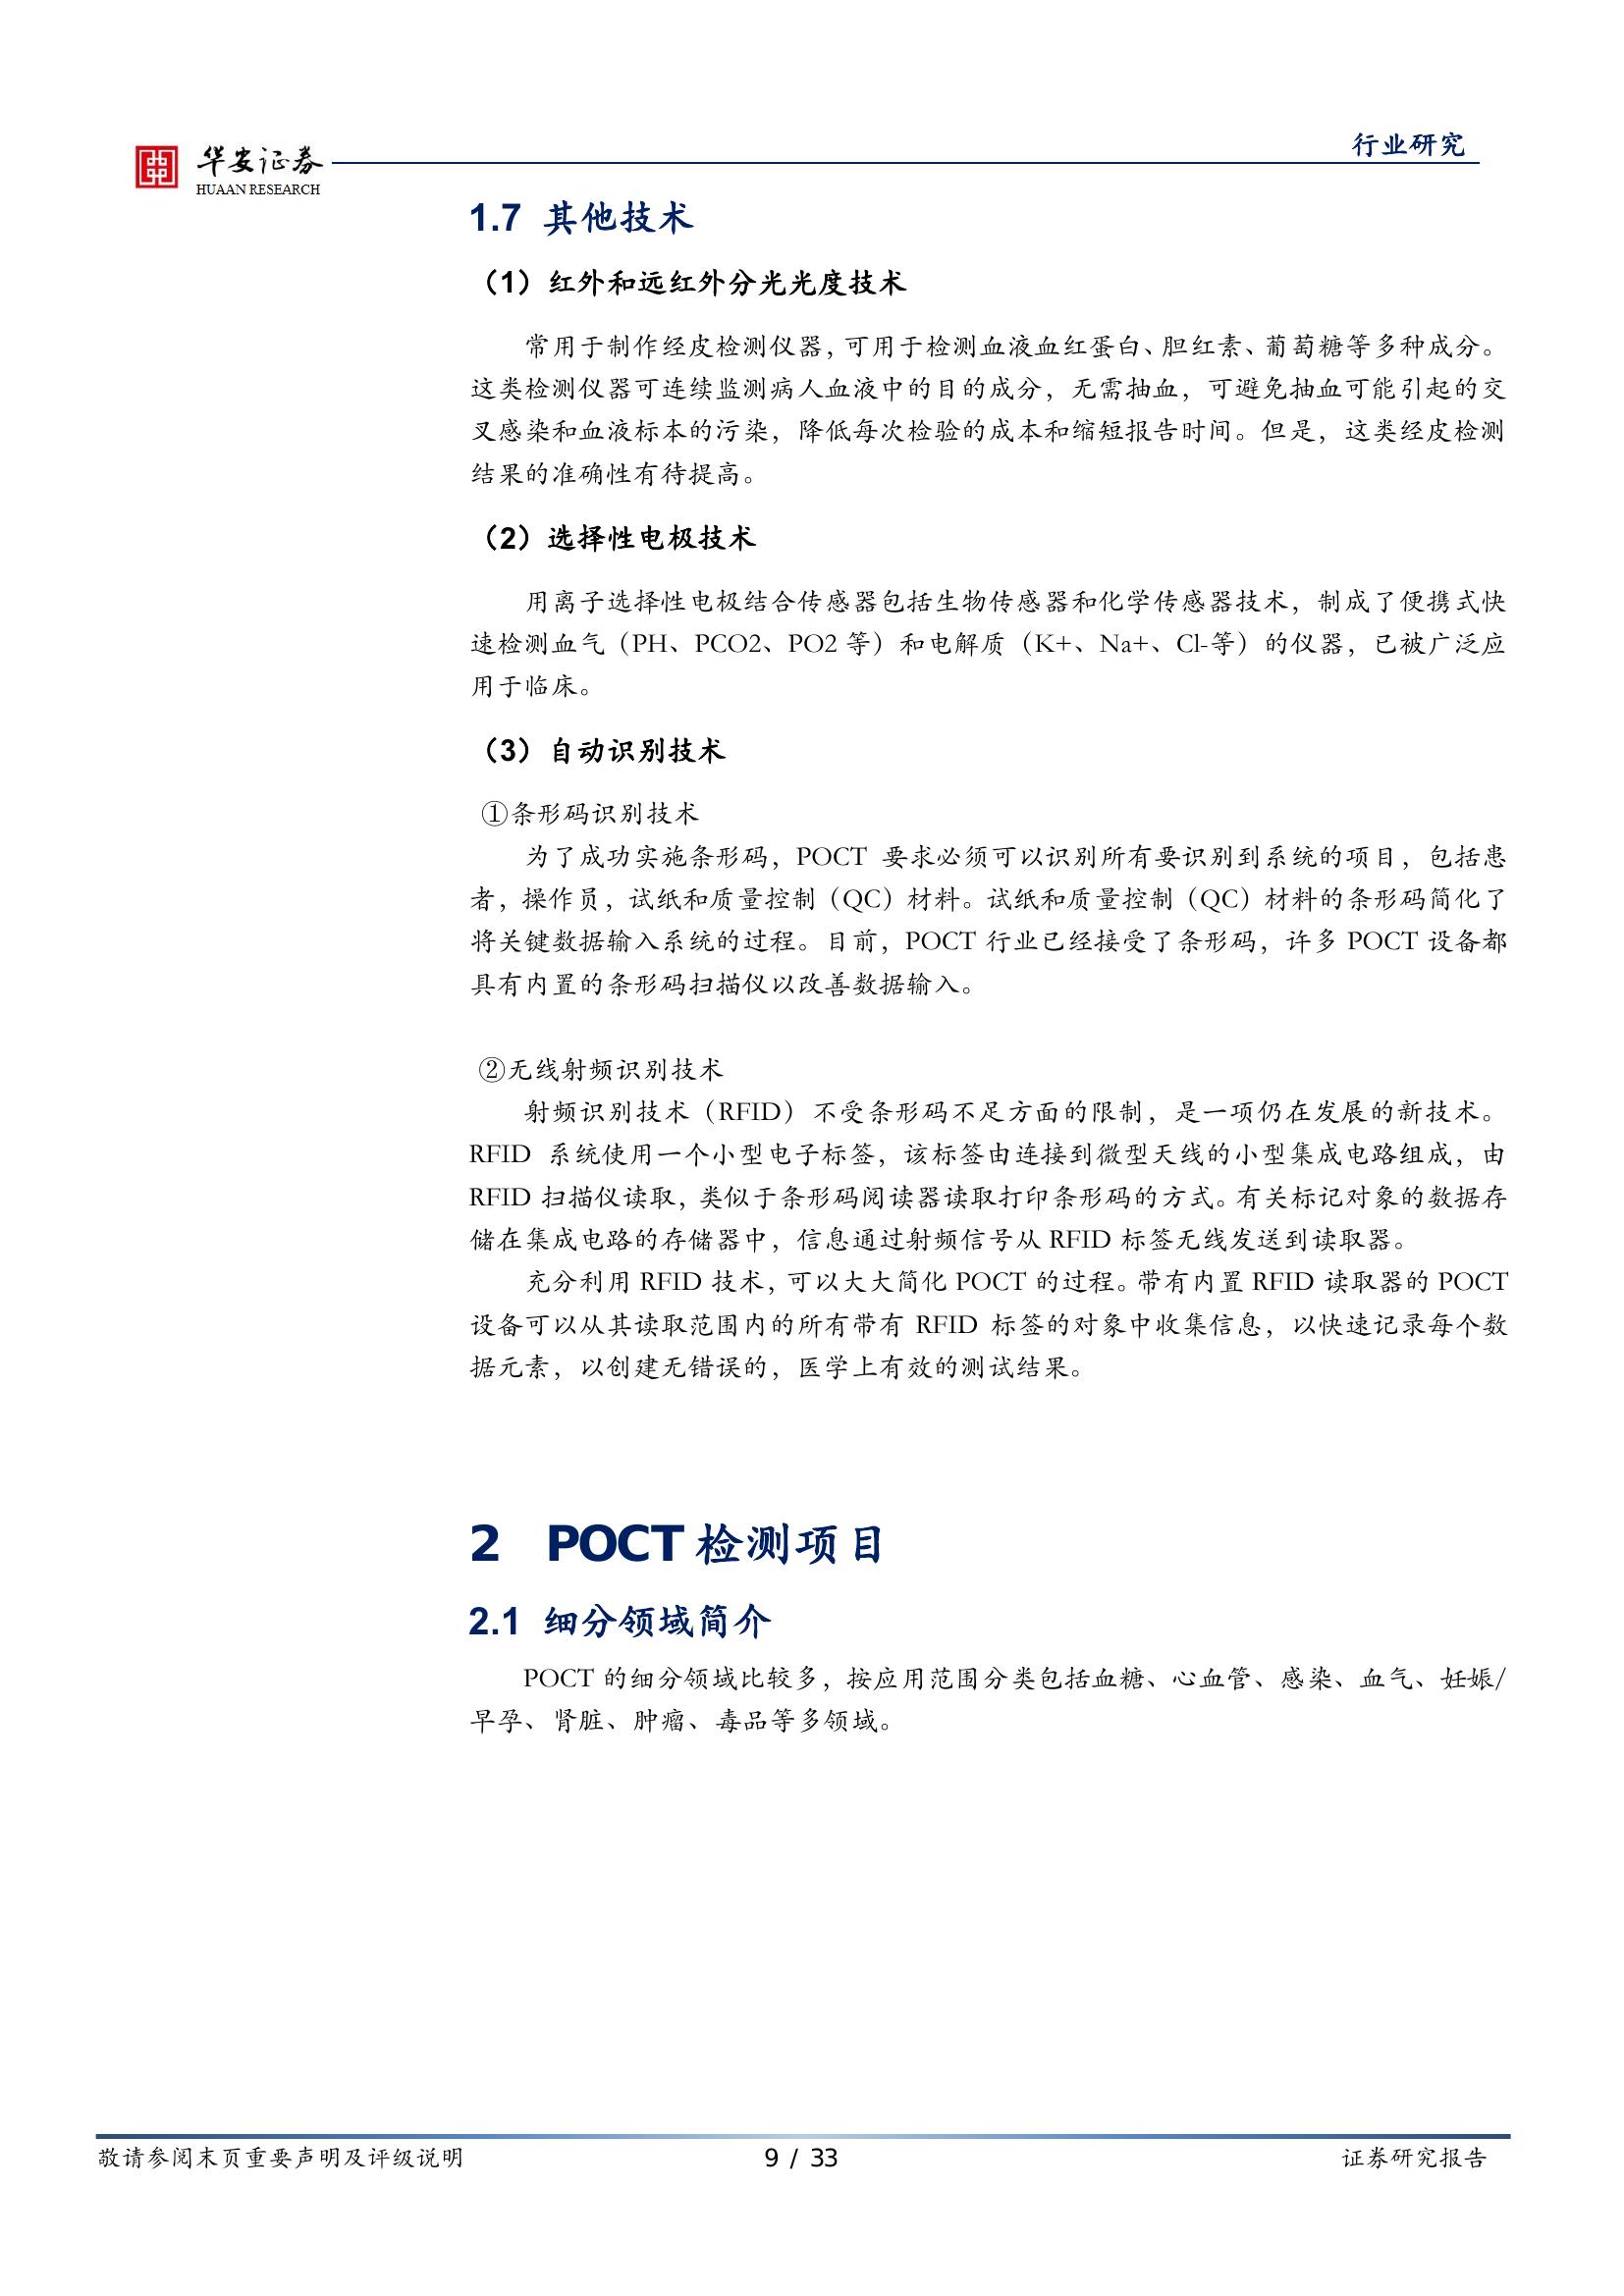 华安证券
HUAAN RESEARCH
行业研究
1.7 其他技术
（1）红外和远红外分光光度技术
常用于制作经皮检测仪器，可用于检测血液血红蛋白、胆红素、葡萄糖等多种成分。
这类检测仪器可连续监测病人血液中的目的成分，无需抽血，可避免抽血可能引起的交
叉感染和血液标本的污染，降低每次检验的成本和缩短报告时间。但是，这类经皮检测
结果的准确性有待提高。
（2）选择性电极技术
用离子选择性电极结合传感器包括生物传感器和化学传感器技术，制成了便携式快
速检测血气（PH、PCO2、PO2 等）和电解质（K+、Na+、Cl-等）的仪器，已被广泛应
用于临床。
（3）自动识别技术
①条形码识别技术
为了成功实施条形码，POCT 要求必须可以识别所有要识别到系统的项目，包括患
者，操作员，试纸和质量控制（QC）材料。试纸和质量控制（QC）材料的条形码简化了
将关键数据输入系统的过程。目前，POCT 行业已经接受了条形码，许多 POCT 设备都
具有内置的条形码扫描仪以改善数据输入。
②无线射频识别技术
射频识别技术（RFID）不受条形码不足方面的限制，是一项仍在发展的新技术。
RFID 系统使用一个小型电子标签，该标签由连接到微型天线的小型集成电路组成，由
RFID 扫描仪读取，类似于条形码阅读器读取打印条形码的方式。有关标记对象的数据存
储在集成电路的存储器中，信息通过射频信号从 RFID 标签无线发送到读取器。
充分利用 RFID 技术，可以大大简化 POCT 的过程。带有内置 RFID 读取器的 POCT
设备可以从其读取范围内的所有带有 RFID 标签的对象中收集信息，以快速记录每个数
据元素，以创建无错误的，医学上有效的测试结果。
2 POCT 检测项目
2.1 细分领域简介
POCT 的细分领域比较多，按应用范围分类包括血糖、心血管、感染、血气、妊娠/
早孕、肾脏、肿瘤、毒品等多领域。
敬请参阅末页重要声明及评级说明
9 / 33
证券研究报告